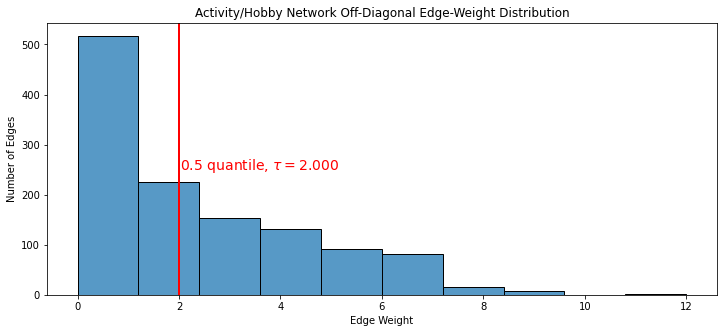 Activity/Hobby Network Off-Diagonal Edge-Weight Distribution
Number of Edges
500
400
300
200
100
0
0.5 quantile, τ = 2.000
0 2 4 6 8 10 12
Edge Weight